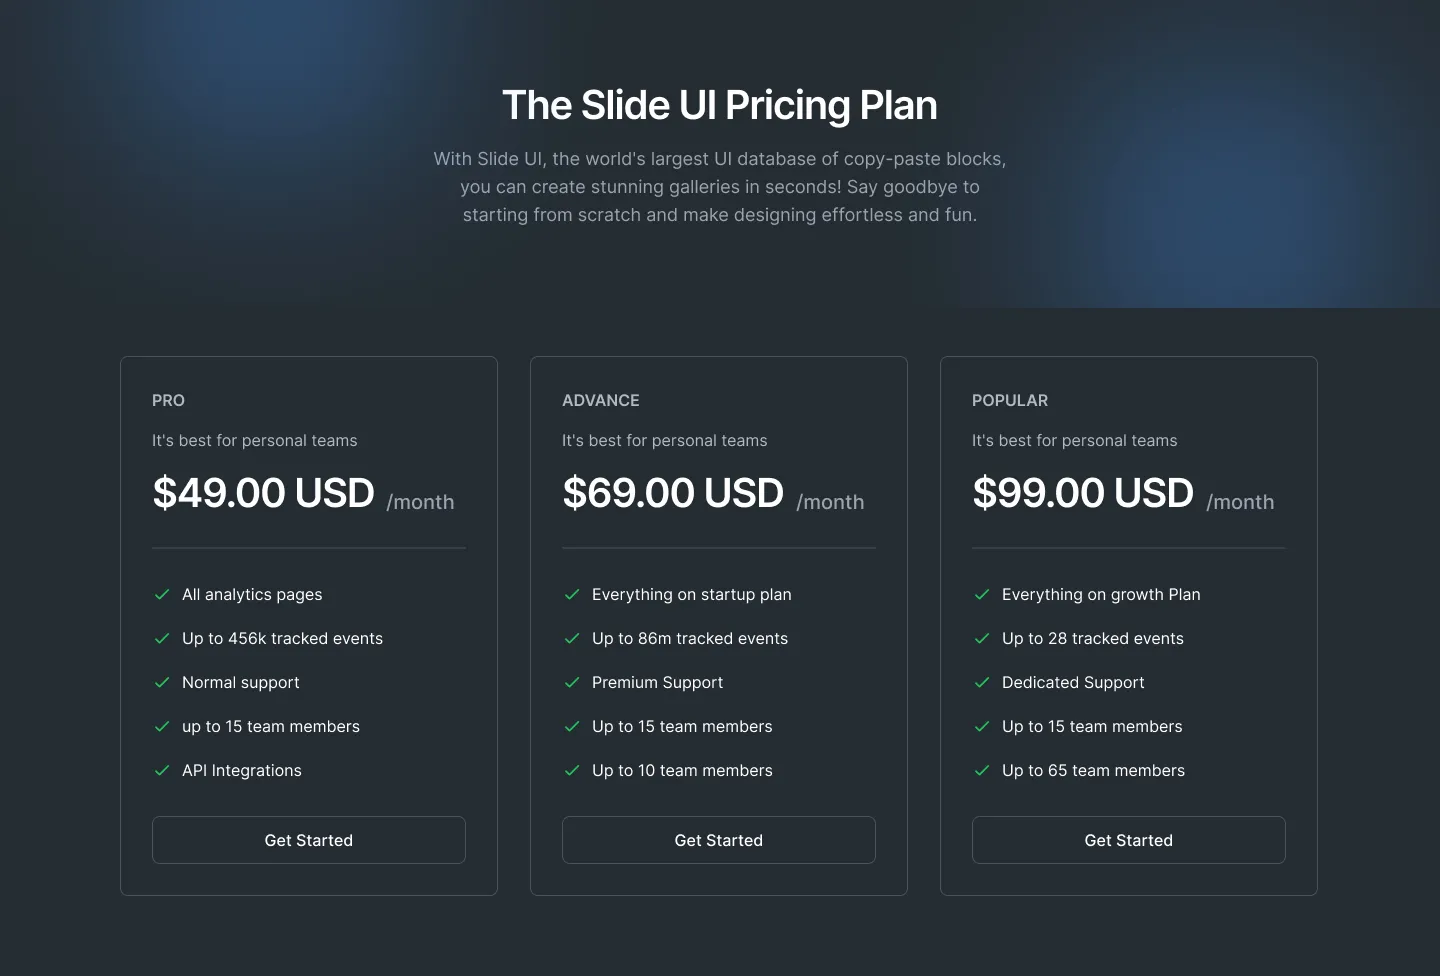 The Slide UI Pricing Plan
With Slide UI, the world's largest UI database of copy-paste blocks,
you can create stunning galleries in seconds! Say goodbye to
starting from scratch and make designing effortless and fun.
PRO
It's best for personal teams
$49.00 USD /month
All analytics pages
Up to 456k tracked events
Normal support
up to 15 team members
API Integrations
Get Started
ADVANCE
It's best for personal teams
$69.00 USD /month
Everything on startup plan
Up to 86m tracked events
Premium Support
Up to 15 team members
Up to 10 team members
Get Started
POPULAR
It's best for personal teams
$99.00 USD /month
Everything on growth Plan
Up to 28 tracked events
Dedicated Support
Up to 15 team members
Up to 65 team members
Get Started